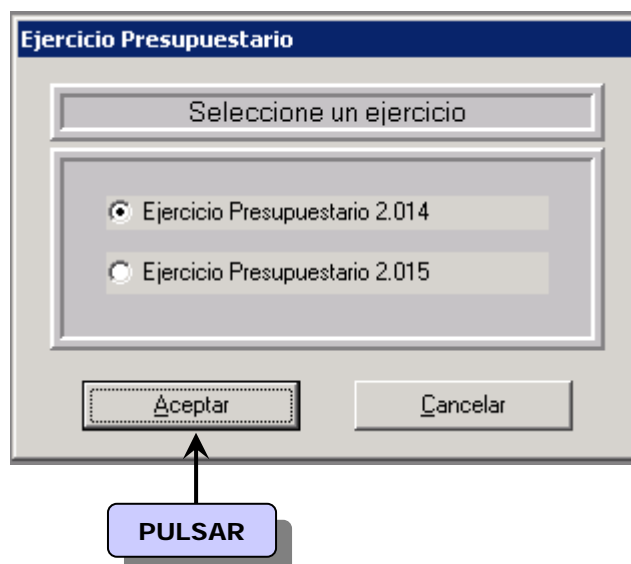 Ejercicio Presupuestario
Seleccione un ejercicio
Ejercicio Presupuestario 2.014
Ejercicio Presupuestario 2.015
Aceptar
Cancelar
PULSAR